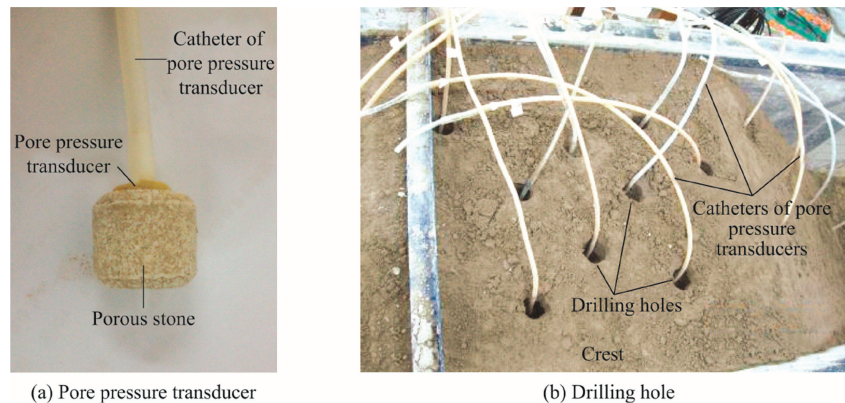 Catheter of
pore pressure
transducer
Pore pressure
transducer
Porous stone
(a) Pore pressure transducer
Catheters of pore
pressure
transducers
Drilling holes
Crest
(b) Drilling hole